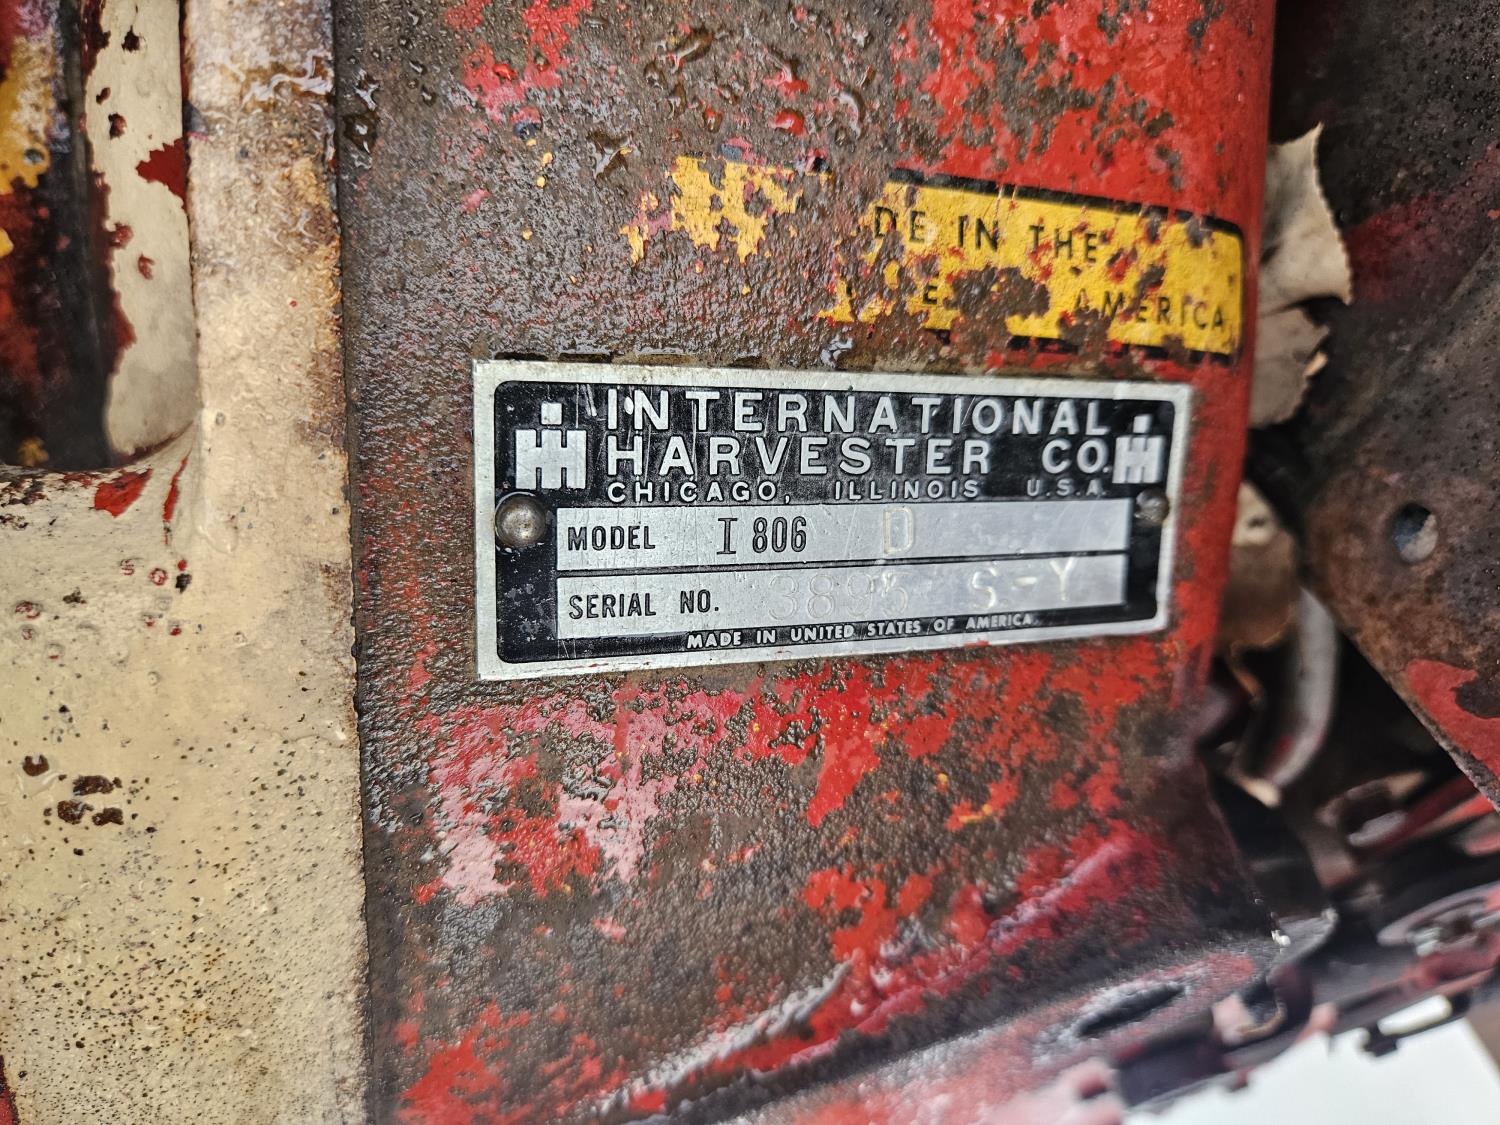 DE IN THE
E AMERICA
INTERNATIONAL
HARVESTER CO.
CHICAGO, ILLINOIS U.S.A.
MODEL I 806 D
SERIAL NO. 3895 S-Y
MADE IN UNITED STATES OF AMERICA.